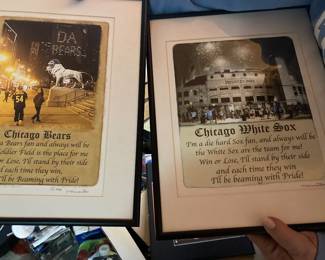 DA
BEARS
Chicago Bears
a Bears fan and always will be
Soldier Field is the place for me
n or Lose, I'll stand by their side
and each time they win
I'll be Beaming with Pride!
Chicago White Sox
I'm a die hard Sox fan, and always will be
the White Sox are the team for me!
Win or Lose, I'll stand by their side
and each time they win
I'll be beaming with Pride!